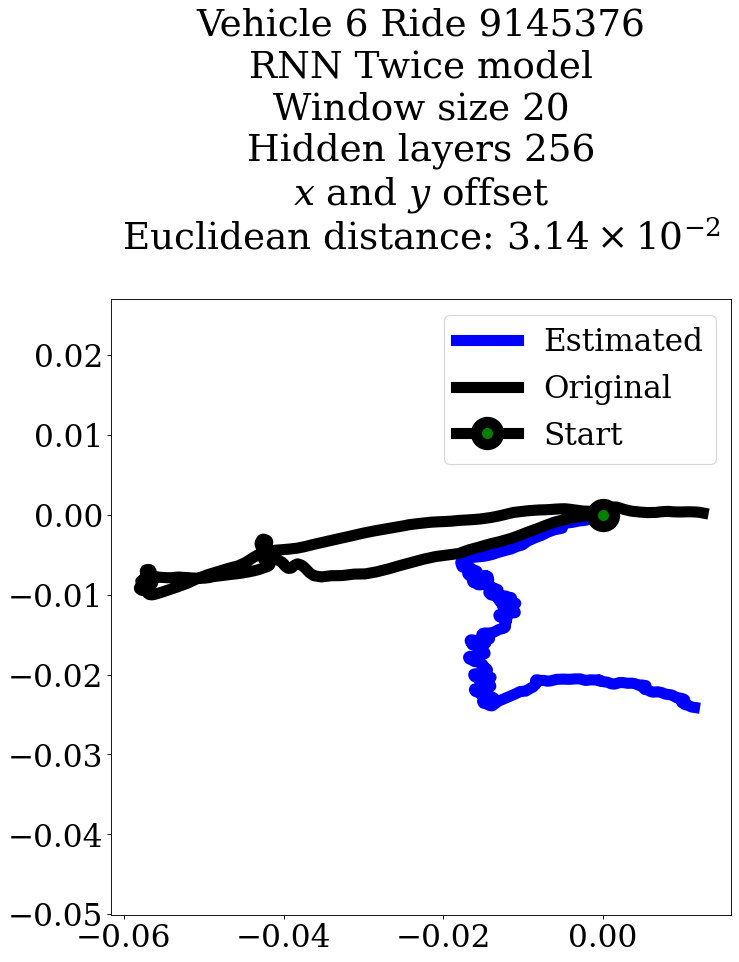 Vehicle 6 Ride 9145376
RNN Twice model
Window size 20
Hidden layers 256
x and y offset
Euclidean distance: 3.14 × 10⁻²
Estimated
Original
Start
0.02
0.01
0.00
−0.01
−0.02
−0.03
−0.04
−0.05
−0.06 −0.04 −0.02 0.00